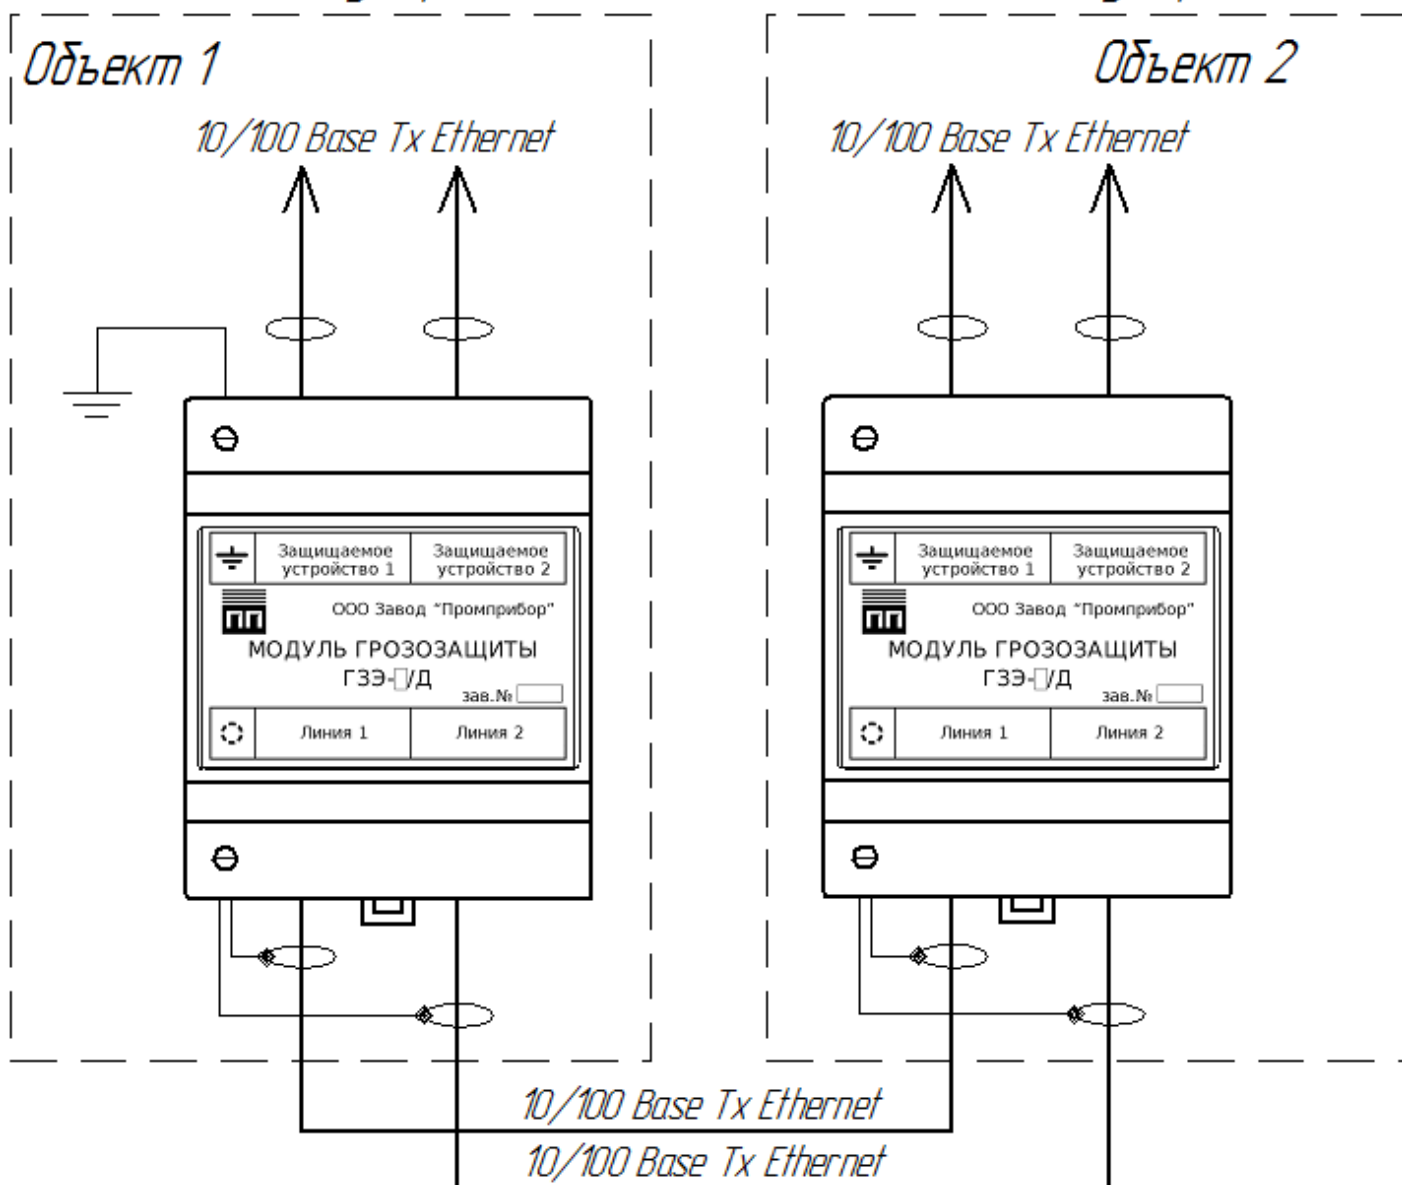 Объект 1
Объект 2
10/100 Base Tx Ethernet
10/100 Base Tx Ethernet
Защищаемое
устройство 1
Защищаемое
устройство 2
ООО Завод "Промприбор"
МОДУЛЬ ГРОЗОЗАЩИТЫ
ГЗЭ-□/Д
зав.№
Линия 1
Линия 2
Защищаемое
устройство 1
Защищаемое
устройство 2
ООО Завод "Промприбор"
МОДУЛЬ ГРОЗОЗАЩИТЫ
ГЗЭ-□/Д
зав.№
Линия 1
Линия 2
10/100 Base Tx Ethernet
10/100 Base Tx Ethernet